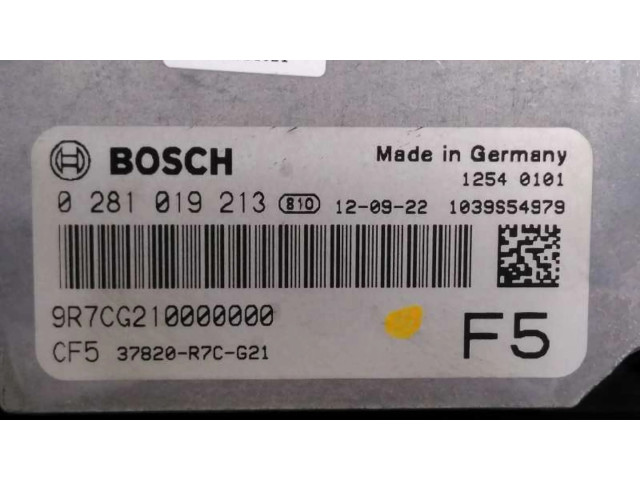 BOSCH
Made in Germany
1254 0101
0 281 019 213 810 12-09-22 1039S54979
9R7CG210000000
CF5 37820-R7C-G21
F5